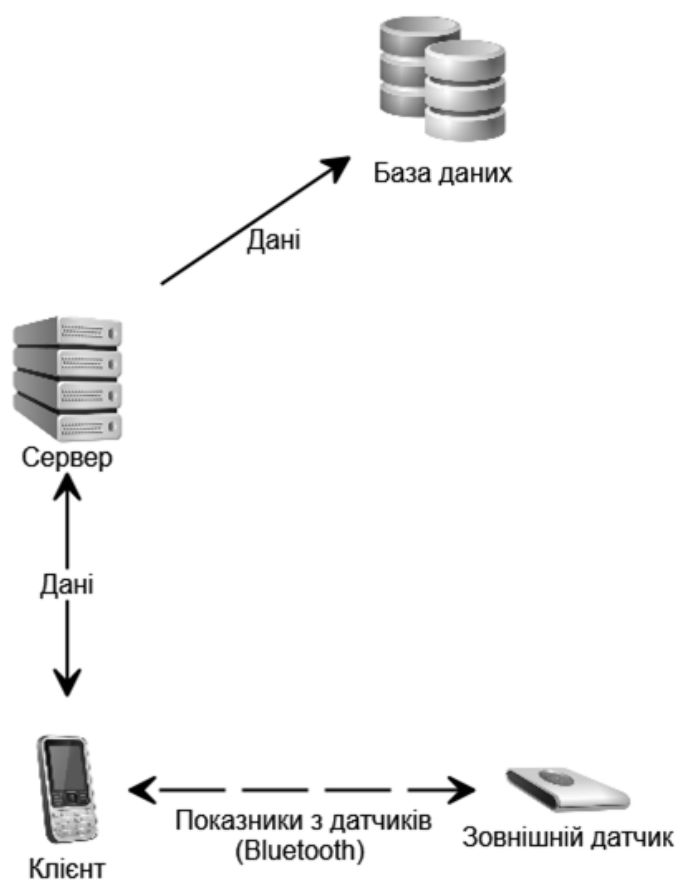 База даних
Дані
Сервер
Дані
Показники з датчиків
(Bluetooth)
Зовнішній датчик
Клієнт